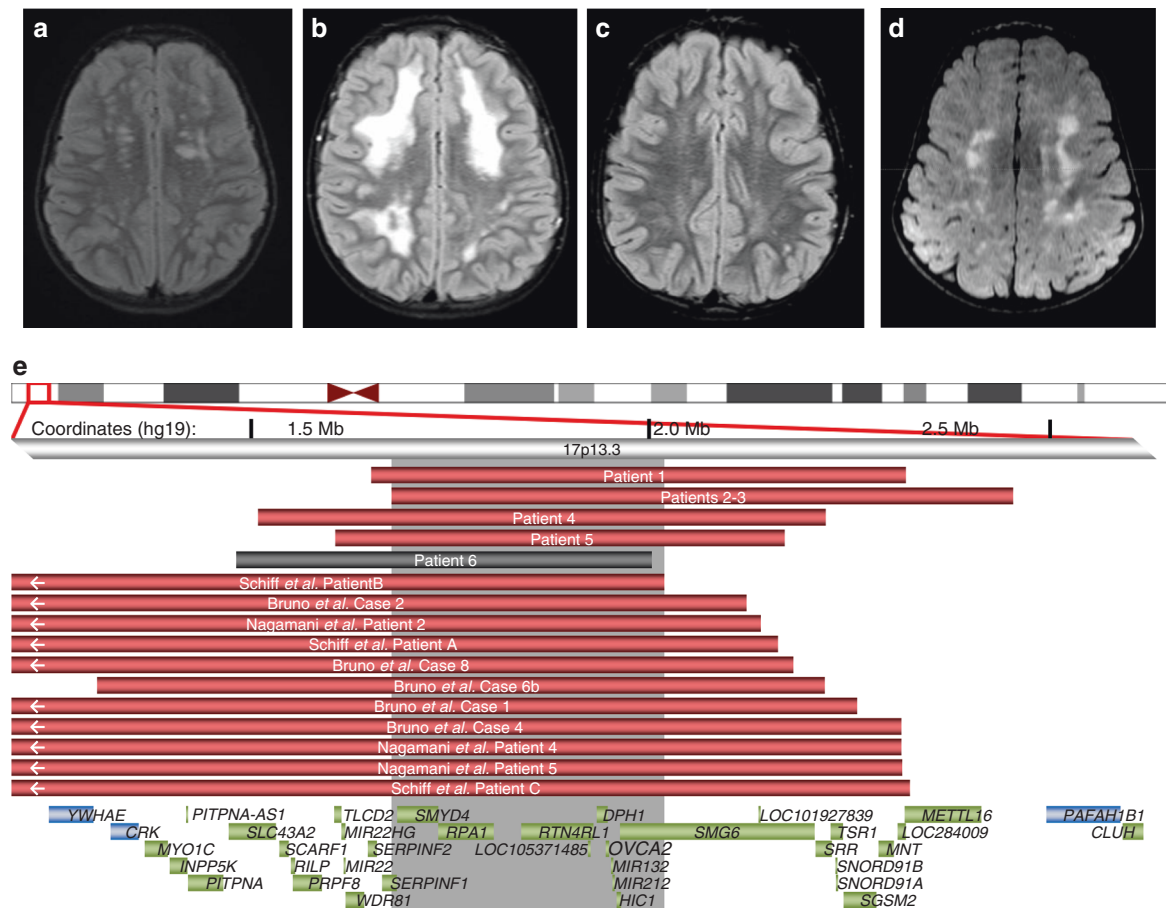 a
b
c
d
e
Coordinates (hg19):
1.5 Mb
2.0 Mb
2.5 Mb
17p13.3
Patient 1
Patients 2-3
Patient 4
Patient 5
Patient 6
Schiff et al. PatientB
Bruno et al. Case 2
Nagamani et al. Patient 2
Schiff et al. Patient A
Bruno et al. Case 8
Bruno et al. Case 6b
Bruno et al. Case 1
Bruno et al. Case 4
Nagamani et al. Patient 4
Nagamani et al. Patient 5
Schiff et al. Patient C
YWHAE PITPNA-AS1 TLCD2 SMYD4 DPH1 LOC101927839 METTL16 PAFAH1B1
CRK SLC43A2 MIR22HG RPA1 RTN4RL1 SMG6 TSR1 LOC284009 CLUH
MYO1C SCARF1 SERPINF2 LOC105371485 OVCA2 SRR MNT
INPP5K RILP MIR22 MIR132 SNORD91B
PITPNA PRPF8 SERPINF1 MIR212 SNORD91A
WDR81 HIC1 SGSM2